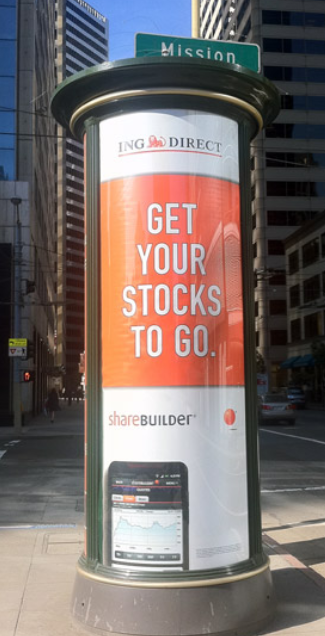 Mission
ING DIRECT
GET
YOUR
STOCKS
TO GO.
shareBUILDer